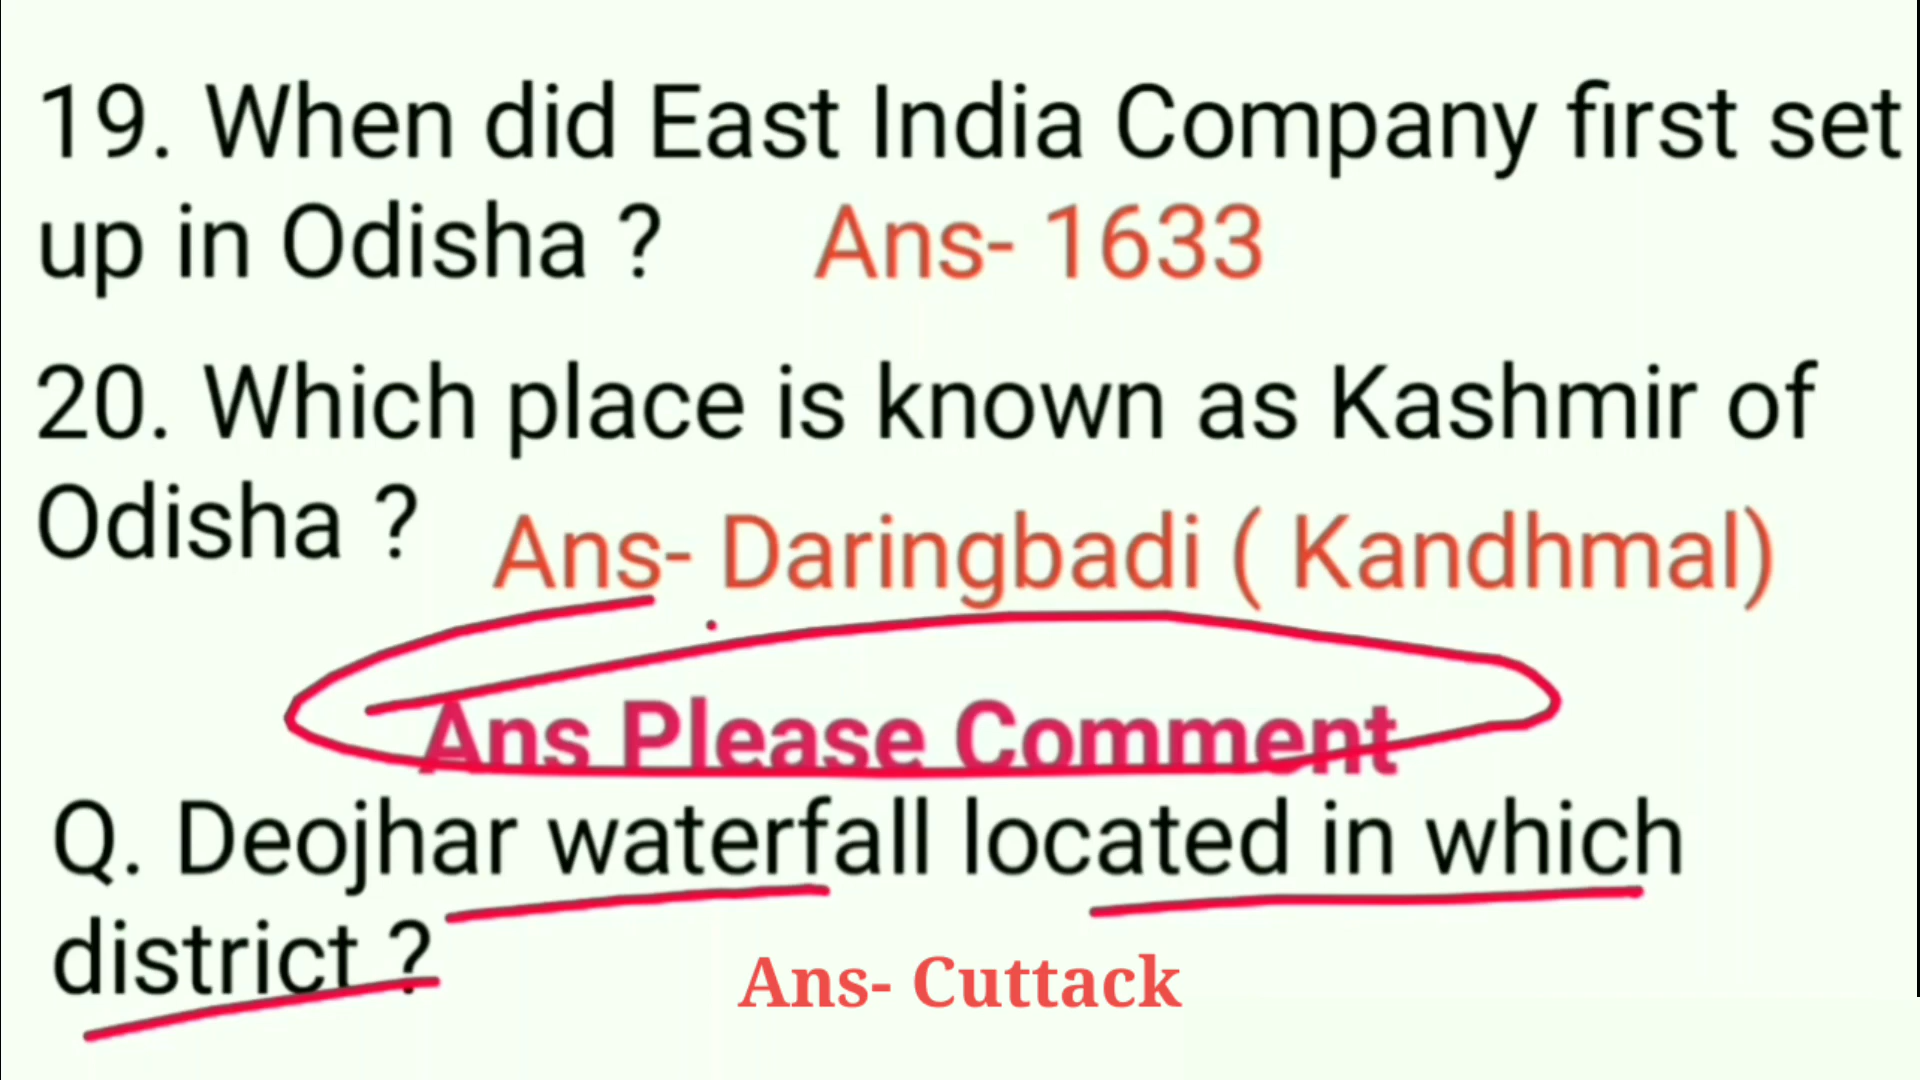 19. When did East India Company first set
up in Odisha ? Ans- 1633
20. Which place is known as Kashmir of
Odisha ? Ans- Daringbadi ( Kandhmal)
Ans Please Comment
Q. Deojhar waterfall located in which
district ? Ans- Cuttack